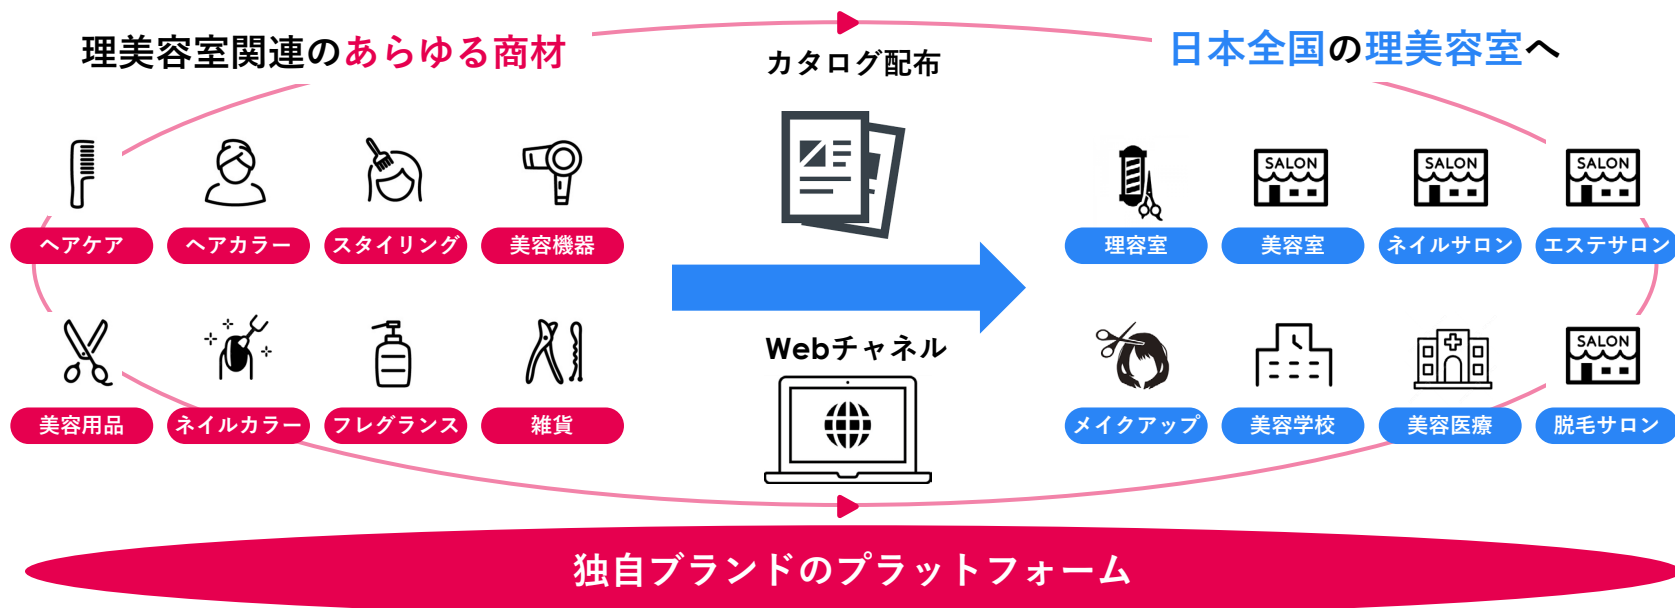 理美容室関連のあらゆる商材
カタログ配布
日本全国の理美容室へ
ヘアケア
ヘアカラー
スタイリング
美容機器
美容用品
ネイルカラー
フレグランス
雑貨
Webチャネル
SALON
SALON
SALON
理容室
美容室
ネイルサロン
エステサロン
SALON
メイクアップ
美容学校
美容医療
脱毛サロン
独自ブランドのプラットフォーム